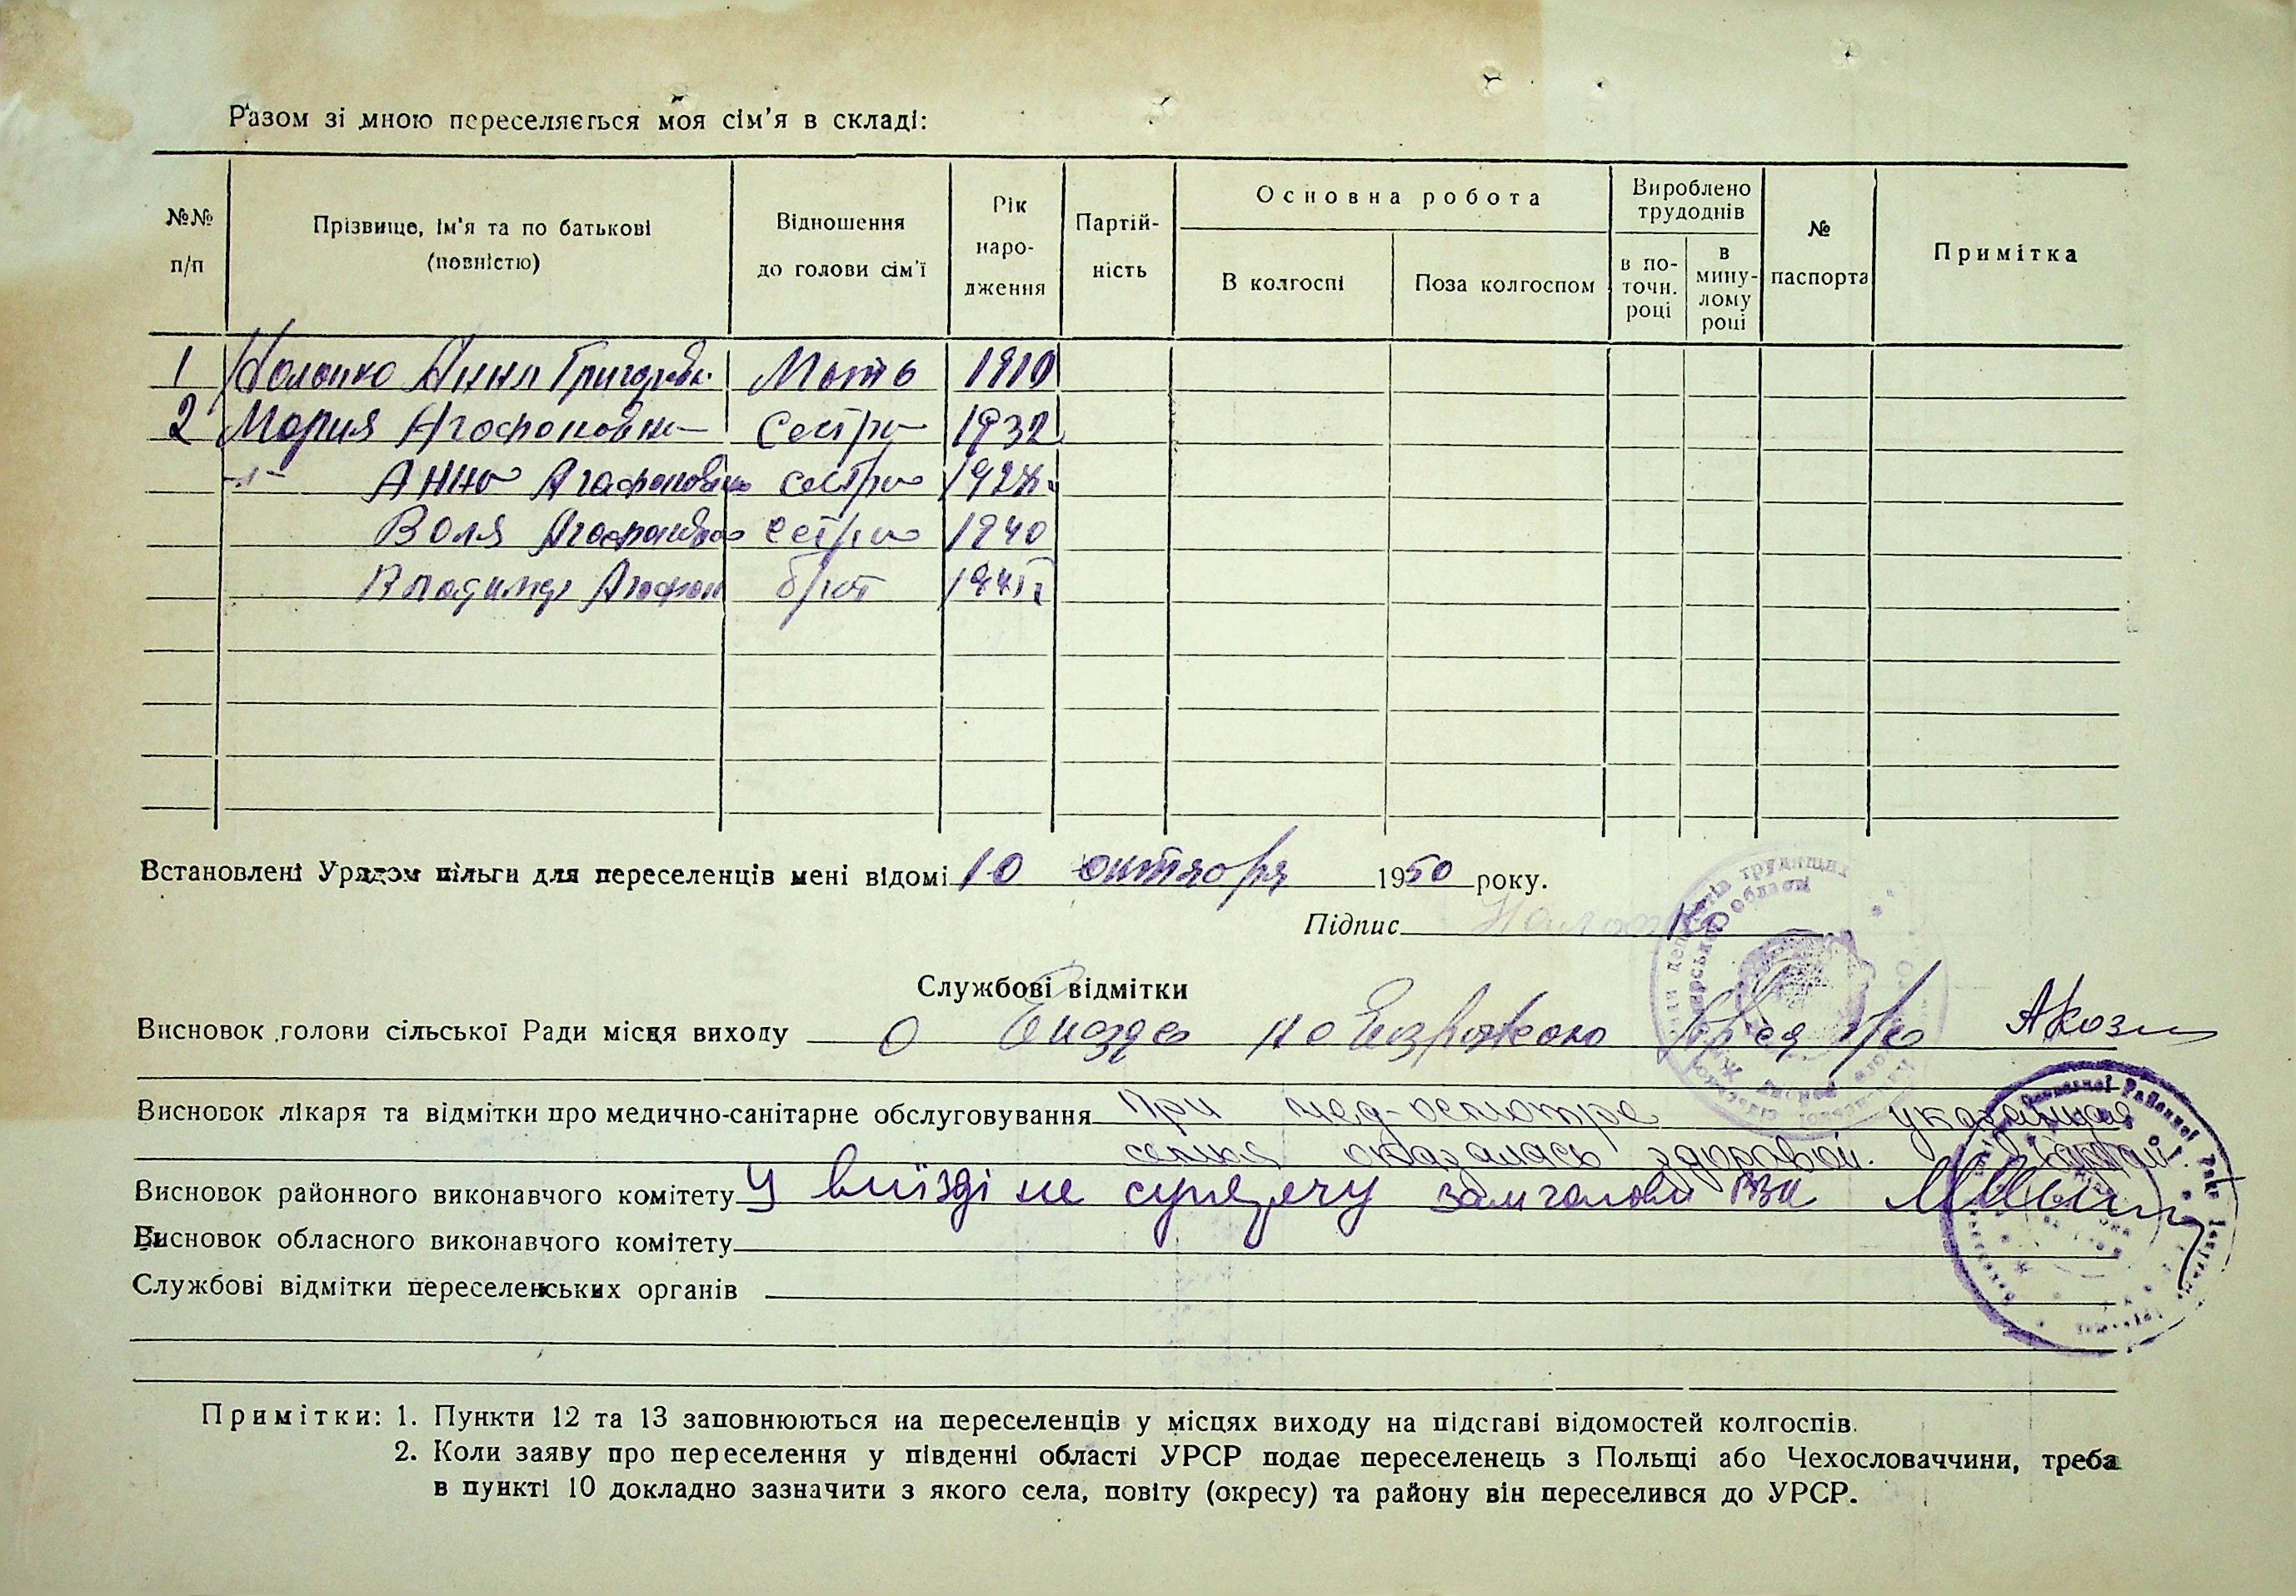 Разом зі мною переселяється моя сім'я в складі:
№№ п/п
Прізвище, ім'я та по батькові (повністю)
Відношення до голови сім'ї
Рік народження
Партійність
Основна робота
В колгоспі
Поза колгоспом
Вироблено трудоднів
в поточн. році
в минулому році
№ паспорта
Примітка
1 Анна Мать 1910
2 Мария Агафоновна Сестра 1932
Анна Агафоновна сестра
Воля сестра 1940
Владимир Агафон брат
Встановлені Урядом пільги для переселенців мені відомі 10 октября 1950 року.
Підпис
Службові відмітки
Висновок голови сільської Ради місця виходу
Висновок лікаря та відмітки про медично-санітарне обслуговування При мед-осмотре указанная
семья оказалась здоровой.
Висновок районного виконавчого комітету У виїзді не суперечу зам голови
Висновок обласного виконавчого комітету
Службові відмітки переселенських органів
Примітки: 1. Пункти 12 та 13 заповнюються на переселенців у місцях виходу на підставі відомостей колгоспів.
2. Коли заяву про переселення у південні області УРСР подає переселенець з Польщі або Чехословаччини, треба
в пункті 10 докладно зазначити з якого села, повіту (окресу) та району він переселився до УРСР.